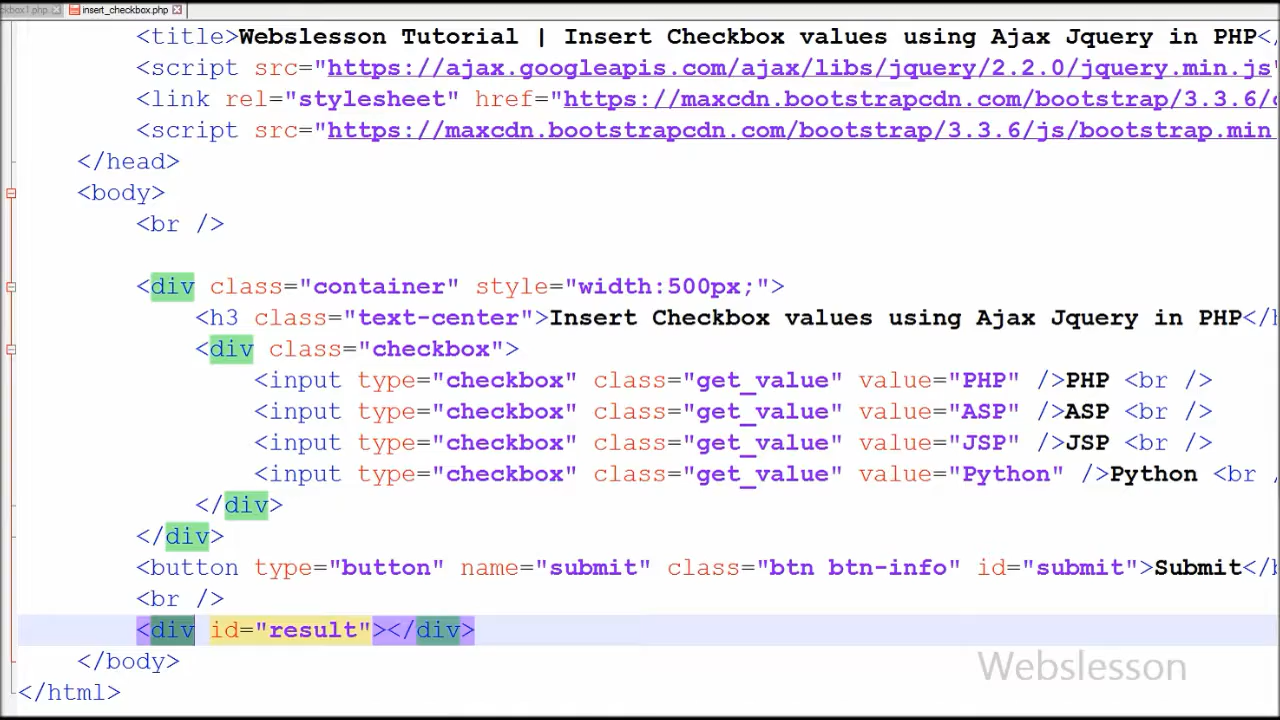 ckbox1.php insert_checkbox.php
<title>Webslesson Tutorial | Insert Checkbox values using Ajax Jquery in PHP</
<script src="https://ajax.googleapis.com/ajax/libs/jquery/2.2.0/jquery.min.js"
<link rel="stylesheet" href="https://maxcdn.bootstrapcdn.com/bootstrap/3.3.6/c
<script src="https://maxcdn.bootstrapcdn.com/bootstrap/3.3.6/js/bootstrap.min
</head>
<body>
<br />
<div class="container" style="width:500px;">
<h3 class="text-center">Insert Checkbox values using Ajax Jquery in PHP</h
<div class="checkbox">
<input type="checkbox" class="get_value" value="PHP" />PHP <br />
<input type="checkbox" class="get_value" value="ASP" />ASP <br />
<input type="checkbox" class="get_value" value="JSP" />JSP <br />
<input type="checkbox" class="get_value" value="Python" />Python <br /
</div>
</div>
<button type="button" name="submit" class="btn btn-info" id="submit">Submit</b
<br />
<div id="result"></div>
</body>
</html>
Webslesson